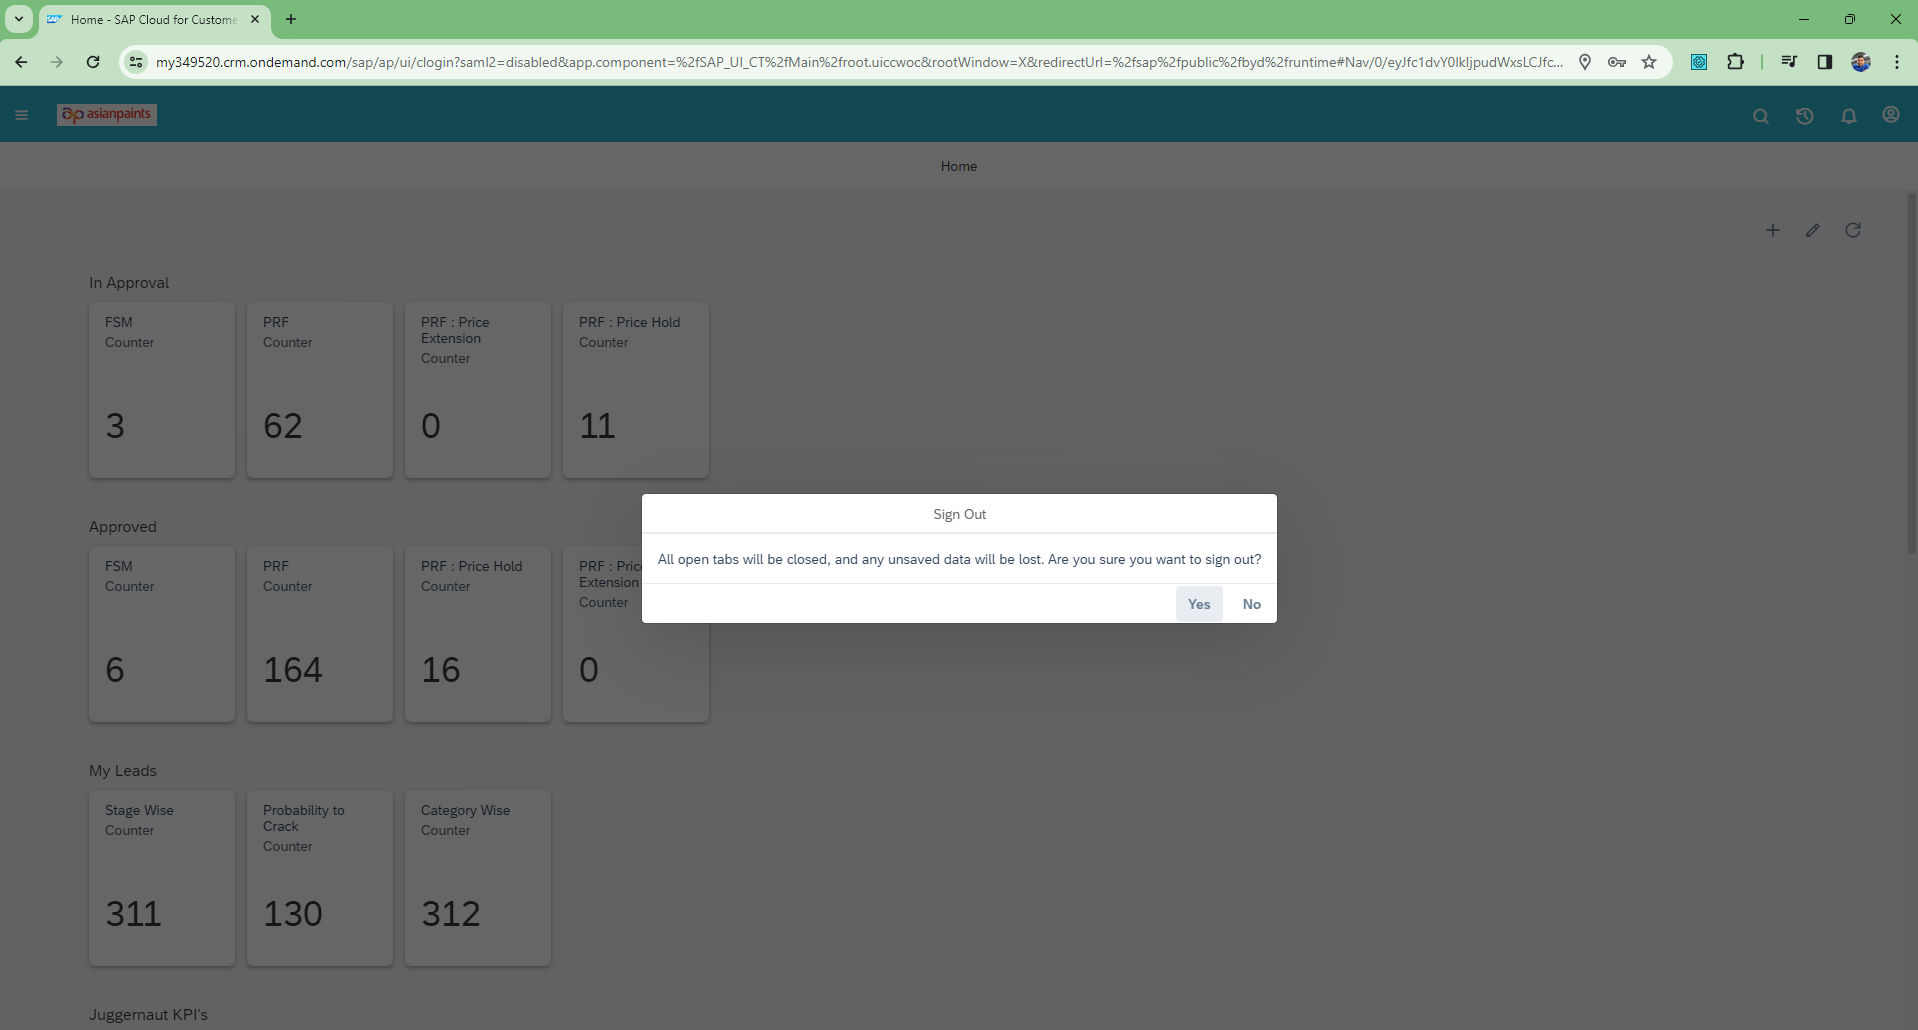 Home - SAP Cloud for Custome
my349520.crm.ondemand.com/sap/ap/ui/clogin?saml2=disabled&app.component=%2fSAP_UI_CT%2fMain%2froot.uiccwoc&rootWindow=X&redirectUrl=%2fsap%2fpublic%2fbyd%2fruntime#Nav/0/eyJfc1dvY0lkIjpudWxsLCJfc...
ap asianpaints
Home
In Approval
FSM
Counter
3
PRF
Counter
62
PRF : Price
Extension
Counter
0
PRF : Price Hold
Counter
11
Sign Out
All open tabs will be closed, and any unsaved data will be lost. Are you sure you want to sign out?
Yes
No
Approved
FSM
Counter
6
PRF
Counter
164
PRF : Price Hold
Counter
16
PRF : Pric
Extension
Counter
0
My Leads
Stage Wise
Counter
311
Probability to
Crack
Counter
130
Category Wise
Counter
312
Juggernaut KPI's